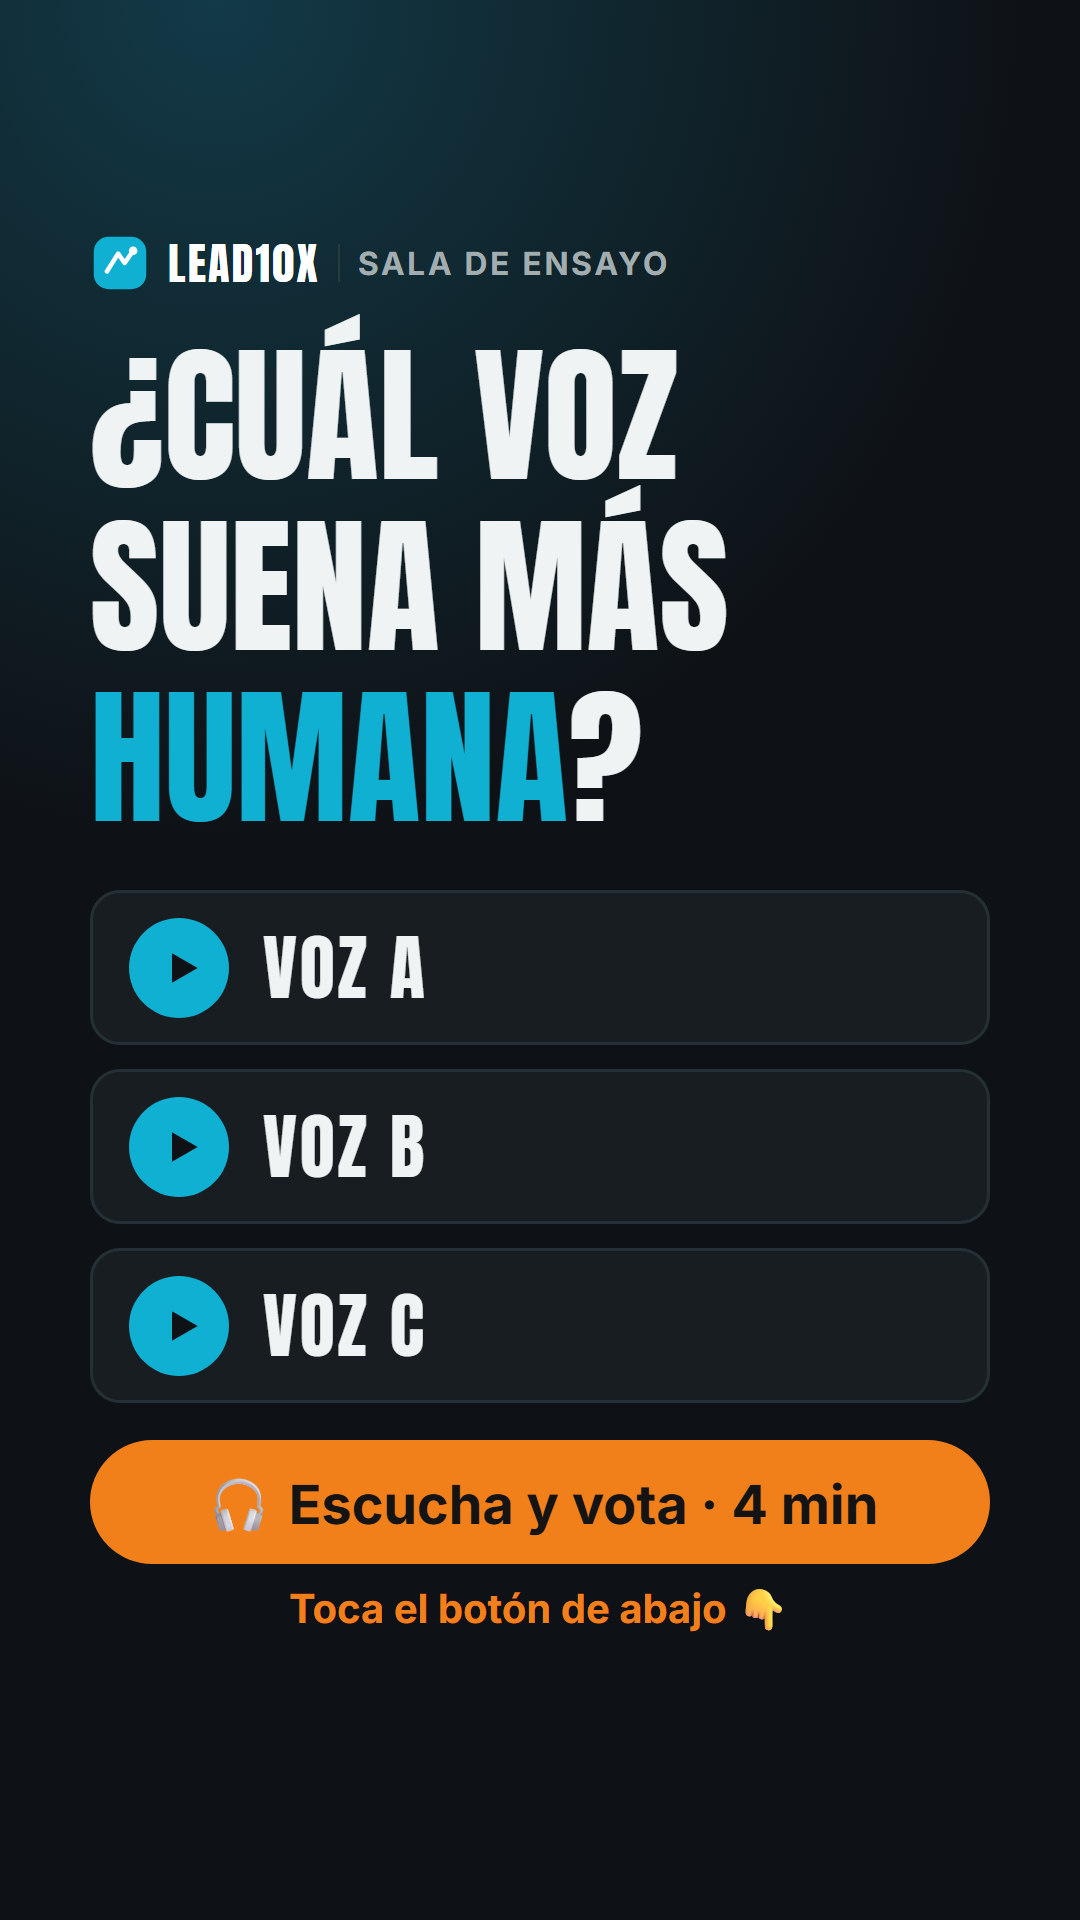 LEAD10X | SALA DE ENSAYO
¿CUÁL VOZ
SUENA MÁS
HUMANA?
VOZ A
VOZ B
VOZ C
🎧 Escucha y vota · 4 min
Toca el botón de abajo 👇